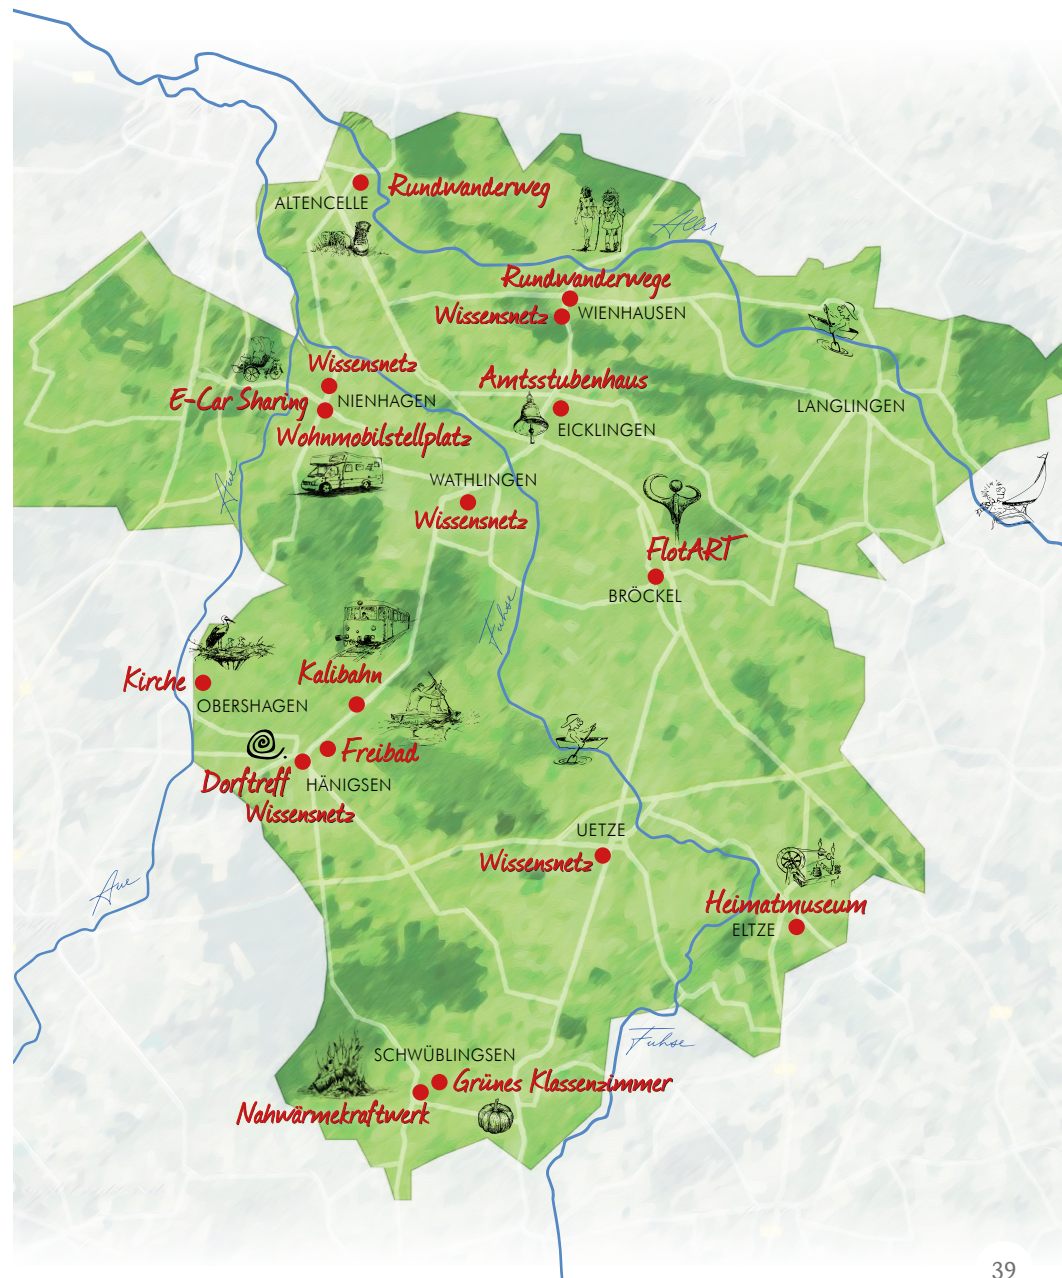 Rundwanderweg
ALTENCELLE
Aller
Rundwanderwege
Wissensnetz
WIENHAUSEN
Wissensnetz
Amtsstubenhaus
E-Car Sharing
NIENHAGEN
LANGLINGEN
EICKLINGEN
Wohnmobilstellplatz
Aue
WATHLINGEN
Wissensnetz
FlotART
BRÖCKEL
Fuhse
Kirche
Kalibahn
OBERSHAGEN
Freibad
Dorftreff
HÄNIGSEN
Wissensnetz
UETZE
Wissensnetz
Aue
Heimatmuseum
ELTZE
Fuhse
SCHWÜBLINGSEN
Grünes Klassenzimmer
Nahwärmekraftwerk
39